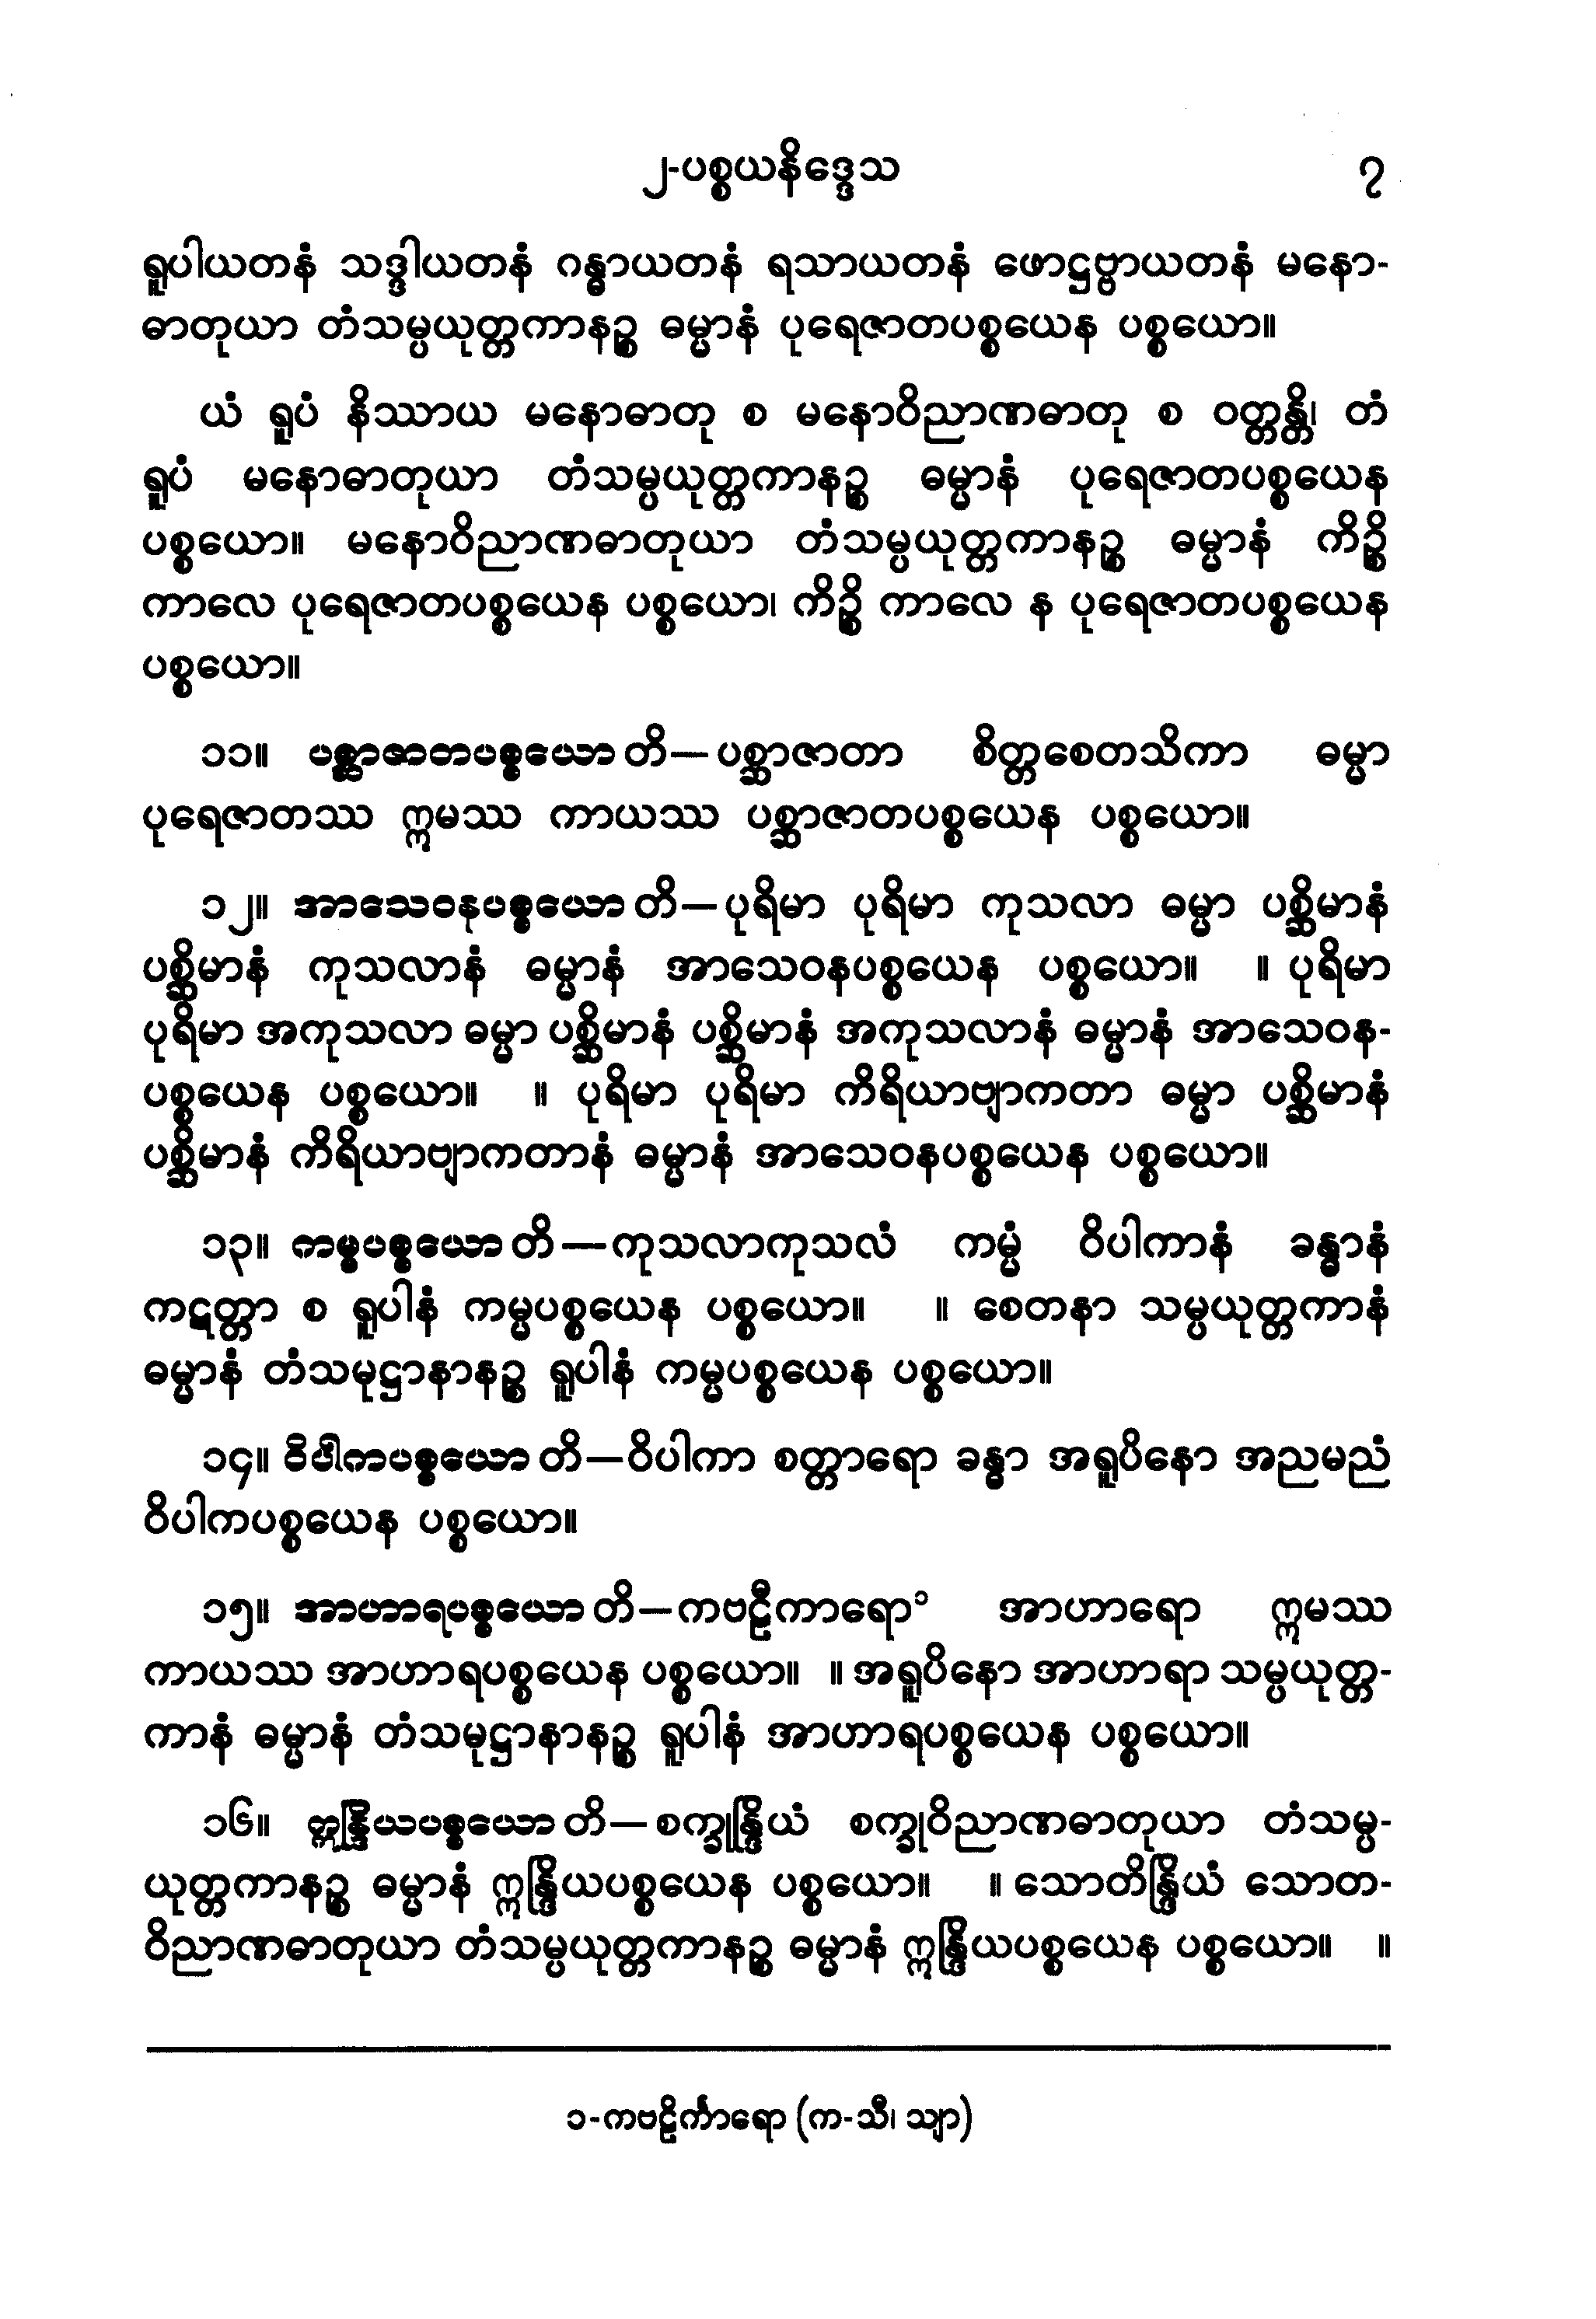 ၂-ပစ္စယနိဒ္ဒေသ ၇
ရူပါယတနံ သဒ္ဒါယတနံ ဂန္ဓာယတနံ ရသာယတနံ ဖောဋ္ဌဗ္ဗာယတနံ မနော-
ဓာတုယာ တံသမ္ပယုတ္တကာနဉ္စ ဓမ္မာနံ ပုရေဇာတပစ္စယေန ပစ္စယော။
ယံ ရူပံ နိဿာယ မနောဓာတု စ မနောဝိညာဏဓာတု စ ဝတ္တန္တိ၊ တံ
ရူပံ မနောဓာတုယာ တံသမ္ပယုတ္တကာနဉ္စ ဓမ္မာနံ ပုရေဇာတပစ္စယေန
ပစ္စယော။ မနောဝိညာဏဓာတုယာ တံသမ္ပယုတ္တကာနဉ္စ ဓမ္မာနံ ကိဉ္စိ
ကာလေ ပုရေဇာတပစ္စယေန ပစ္စယော၊ ကိဉ္စိ ကာလေ န ပုရေဇာတပစ္စယေန
ပစ္စယော။
၁၁။ ပစ္ဆာဇာတပစ္စယော တိ—ပစ္ဆာဇာတာ စိတ္တစေတသိကာ ဓမ္မာ
ပုရေဇာတဿ ဣမဿ ကာယဿ ပစ္ဆာဇာတပစ္စယေန ပစ္စယော။
၁၂။ အာသေဝနပစ္စယော တိ—ပုရိမာ ပုရိမာ ကုသလာ ဓမ္မာ ပစ္ဆိမာနံ
ပစ္ဆိမာနံ ကုသလာနံ ဓမ္မာနံ အာသေဝနပစ္စယေန ပစ္စယော။ ။ ပုရိမာ
ပုရိမာ အကုသလာ ဓမ္မာ ပစ္ဆိမာနံ ပစ္ဆိမာနံ အကုသလာနံ ဓမ္မာနံ အာသေဝန-
ပစ္စယေန ပစ္စယော။ ။ ပုရိမာ ပုရိမာ ကိရိယာဗျာကတာ ဓမ္မာ ပစ္ဆိမာနံ
ပစ္ဆိမာနံ ကိရိယာဗျာကတာနံ ဓမ္မာနံ အာသေဝနပစ္စယေန ပစ္စယော။
၁၃။ ကမ္မပစ္စယော တိ—ကုသလာကုသလံ ကမ္မံ ဝိပါကာနံ ခန္ဓာနံ
ကဋတ္တာ စ ရူပါနံ ကမ္မပစ္စယေန ပစ္စယော။ ။ စေတနာ သမ္ပယုတ္တကာနံ
ဓမ္မာနံ တံသမုဋ္ဌာနာနဉ္စ ရူပါနံ ကမ္မပစ္စယေန ပစ္စယော။
၁၄။ ဝိပါကပစ္စယော တိ—ဝိပါကာ စတ္တာရော ခန္ဓာ အရူပိနော အညမညံ
ဝိပါကပစ္စယေန ပစ္စယော။
၁၅။ အာဟာရပစ္စယော တိ—ကဗဠီကာရော၁ အာဟာရော ဣမဿ
ကာယဿ အာဟာရပစ္စယေန ပစ္စယော။ ။ အရူပိနော အာဟာရာ သမ္ပယုတ္တ-
ကာနံ ဓမ္မာနံ တံသမုဋ္ဌာနာနဉ္စ ရူပါနံ အာဟာရပစ္စယေန ပစ္စယော။
၁၆။ ဣန္ဒြိယပစ္စယော တိ—စက္ခုန္ဒြိယံ စက္ခုဝိညာဏဓာတုယာ တံသမ္ပ-
ယုတ္တကာနဉ္စ ဓမ္မာနံ ဣန္ဒြိယပစ္စယေန ပစ္စယော။ ။ သောတိန္ဒြိယံ သောတ-
ဝိညာဏဓာတုယာ တံသမ္ပယုတ္တကာနဉ္စ ဓမ္မာနံ ဣန္ဒြိယပစ္စယေန ပစ္စယော။ ။
၁-ကဗဠိင်္ကာရော (က-သီ၊ သျာ)